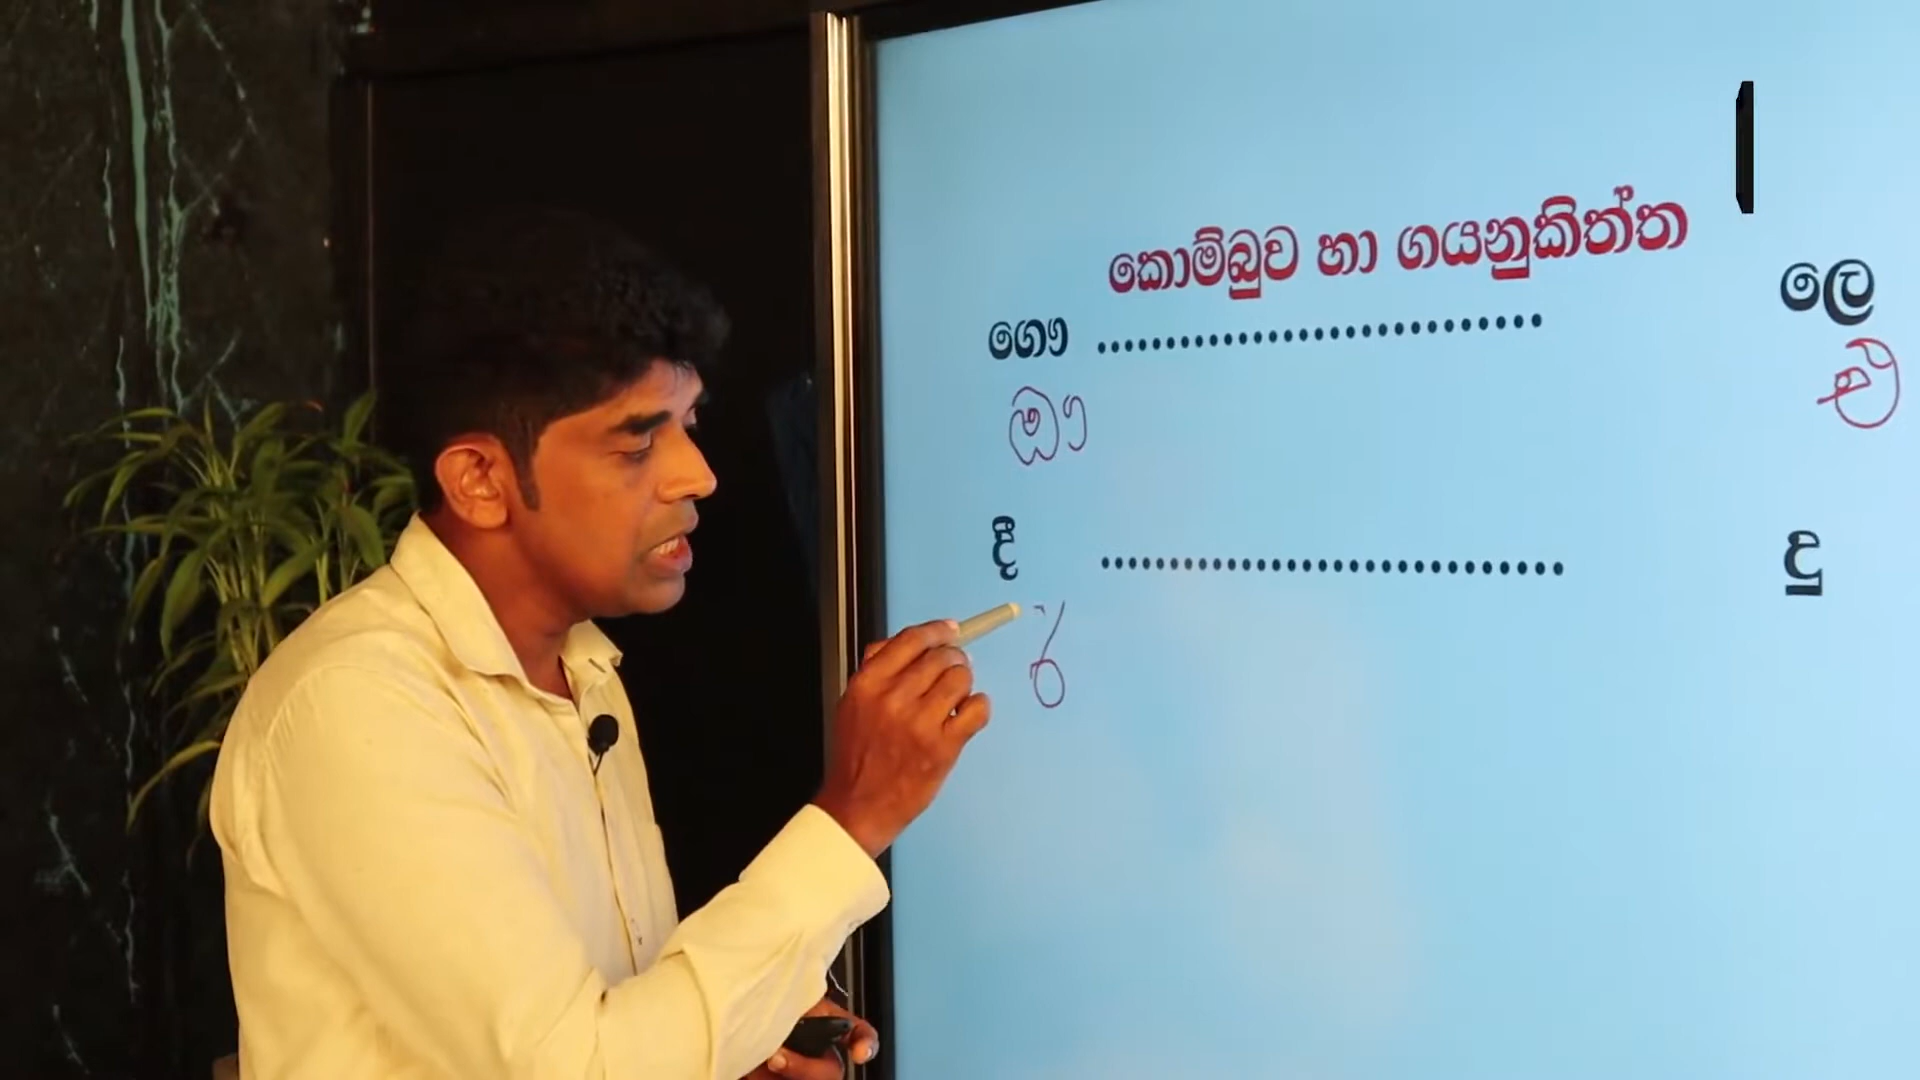 කොම්බුව හා ගයනුකිත්ත
ගෞ ........................... ලෙ
ඖ එ
දී ........................... දු
ර